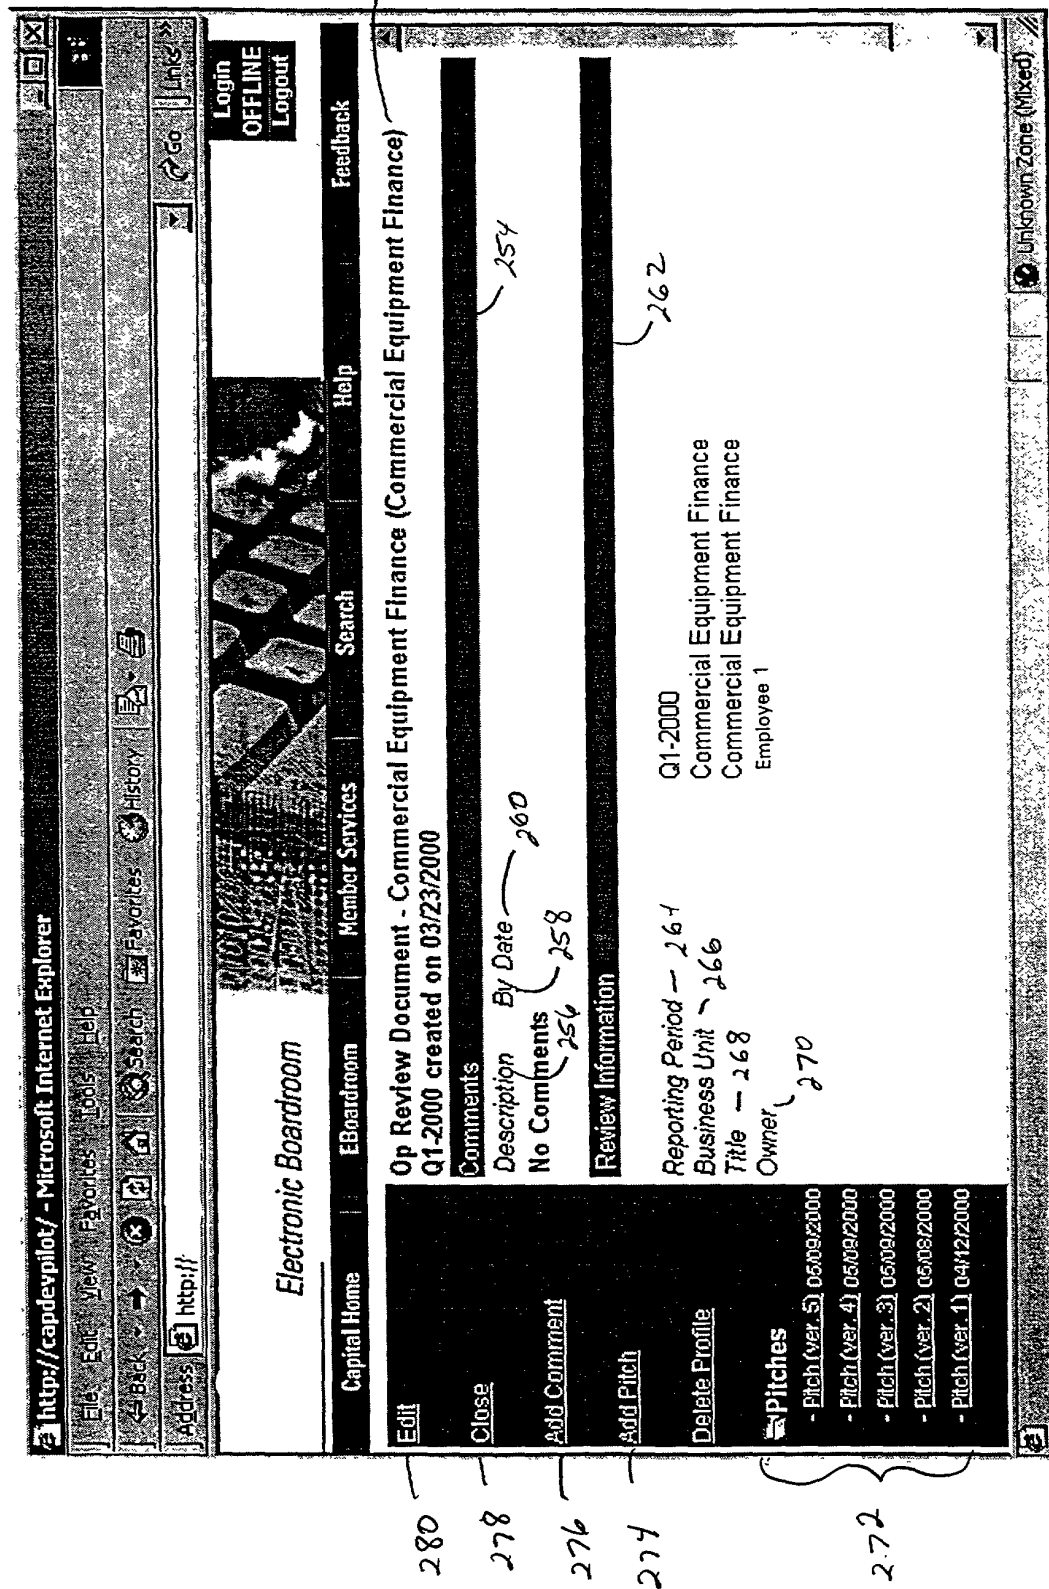 http://capdevpilot/ - Microsoft Internet Explorer
File Edit View Favorites Tools Help
Back Search Favorites History
Address http:// Go Links »
Electronic Boardroom
Login
OFFLINE
Logout
Capital Home EBoardroom Member Services Search Help Feedback
Edit
Close
Add Comment
Add Pitch
Delete Profile
Pitches
- Pitch (ver. 5) 05/09/2000
- Pitch (ver. 4) 05/09/2000
- Pitch (ver. 3) 05/09/2000
- Pitch (ver. 2) 05/08/2000
- Pitch (ver. 1) 04/12/2000
Op Review Document - Commercial Equipment Finance (Commercial Equipment Finance)
Q1-2000 created on 03/23/2000
Comments 254
Description By Date 260
No Comments 258
256
Review Information 262
Reporting Period 264 Q1-2000
Business Unit 266 Commercial Equipment Finance
Title 268 Commercial Equipment Finance
Owner 270 Employee 1
Unknown Zone (Mixed)
280
278
276
274
272